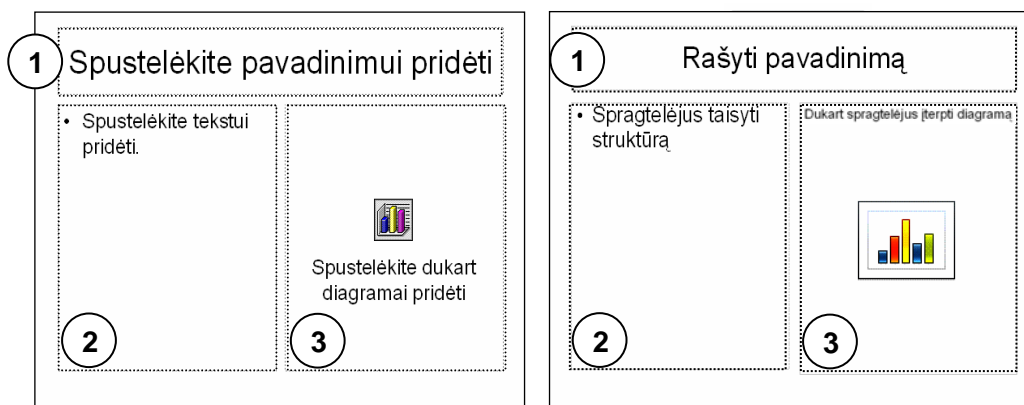 1
Spustelėkite pavadinimui pridėti
• Spustelėkite tekstui
pridėti.
Spustelėkite dukart
diagramai pridėti
2
3
1
Rašyti pavadinimą
• Spragtelėjus taisyti
struktūrą
Dukart spragtelėjus įterpti diagramą
2
3